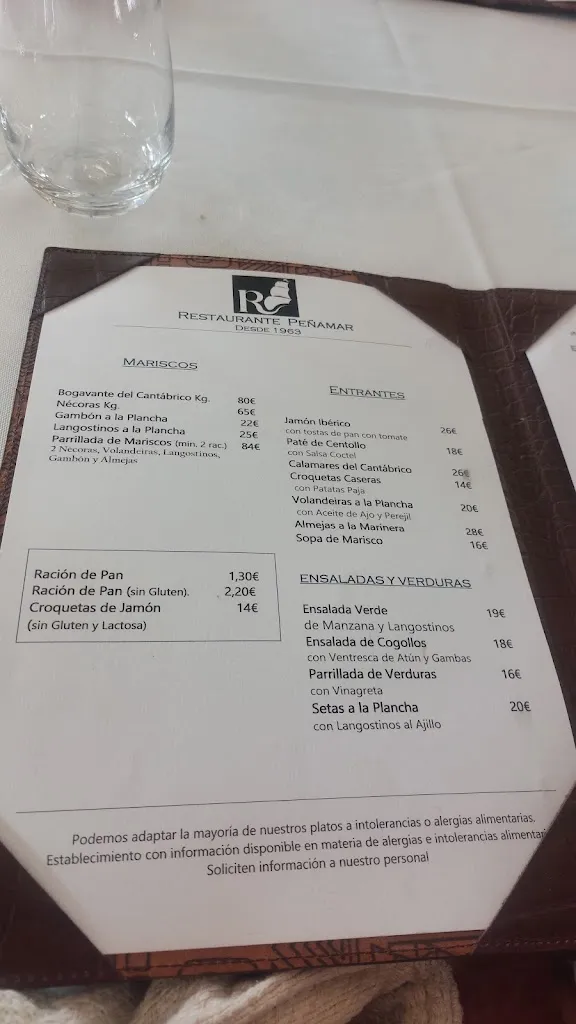 R
RESTAURANTE PEÑAMAR
DESDE 1963
MARISCOS
Bogavante del Cantábrico Kg. 80€
Nécoras Kg. 65€
Gambón a la Plancha 22€
Langostinos a la Plancha 25€
Parrillada de Mariscos (min. 2 rac.) 84€
2 Necoras, Volandeiras, Langostinos,
Gambón y Almejas
Ración de Pan 1,30€
Ración de Pan (sin Gluten). 2,20€
Croquetas de Jamón 14€
(sin Gluten y Lactosa)
ENTRANTES
Jamón Ibérico 26€
con tostas de pan con tomate
Paté de Centollo 18€
con Salsa Coctel
Calamares del Cantábrico 26€
Croquetas Caseras 14€
con Patatas Paja
Volandeiras a la Plancha 20€
con Aceite de Ajo y Perejil
Almejas a la Marinera 28€
Sopa de Marisco 16€
ENSALADAS Y VERDURAS
Ensalada Verde 19€
de Manzana y Langostinos
Ensalada de Cogollos 18€
con Ventresca de Atún y Gambas
Parrillada de Verduras 16€
con Vinagreta
Setas a la Plancha 20€
con Langostinos al Ajillo
Podemos adaptar la mayoría de nuestros platos a intolerancias o alergias alimentarias.
Establecimiento con información disponible en materia de alergias e intolerancias alimentari
Soliciten información a nuestro personal